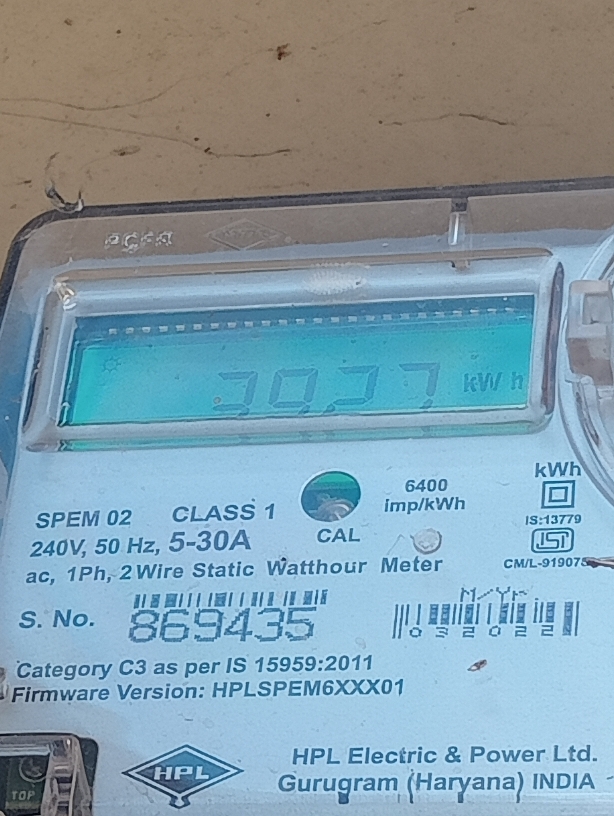 kW h
6400
imp/kWh
kWh
SPEM 02 CLASS 1
CAL
IS:13779
240V, 50 Hz, 5-30A
ISI
ac, 1Ph, 2 Wire Static Watthour Meter
CM/L-919075
M/YR
S. No. 869435
032022
Category C3 as per IS 15959:2011
Firmware Version: HPLSPEM6XXX01
TOP
HPL
HPL Electric & Power Ltd.
Gurugram (Haryana) INDIA